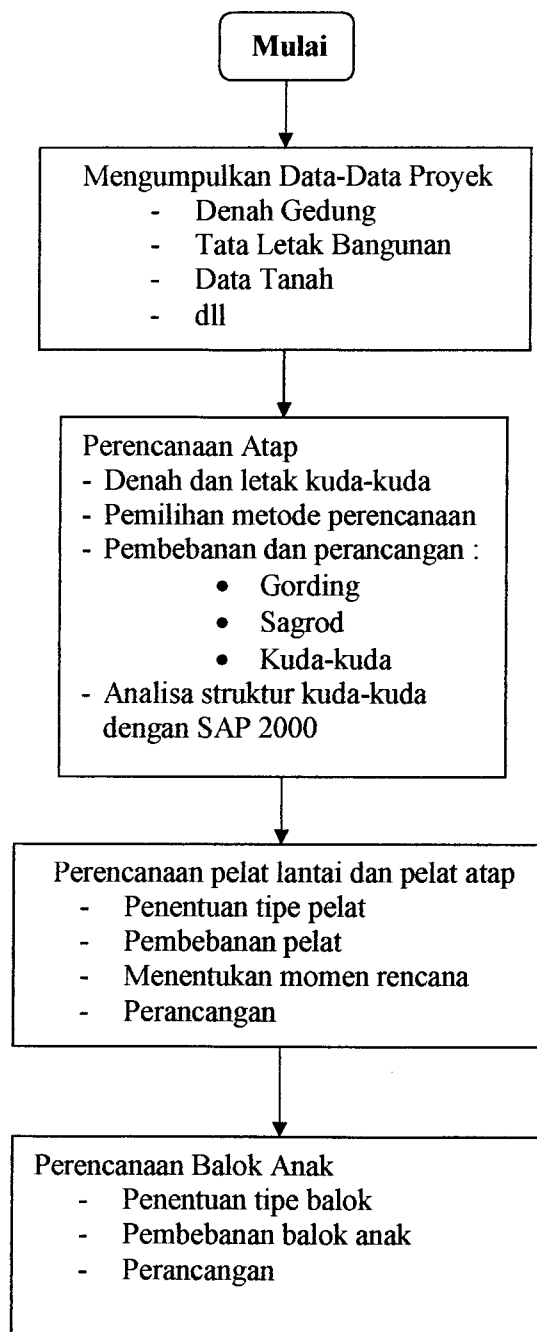 Mulai
Mengumpulkan Data-Data Proyek
- Denah Gedung
- Tata Letak Bangunan
- Data Tanah
- dll
Perencanaan Atap
- Denah dan letak kuda-kuda
- Pemilihan metode perencanaan
- Pembebanan dan perancangan :
• Gording
• Sagrod
• Kuda-kuda
- Analisa struktur kuda-kuda
dengan SAP 2000
Perencanaan pelat lantai dan pelat atap
- Penentuan tipe pelat
- Pembebanan pelat
- Menentukan momen rencana
- Perancangan
Perencanaan Balok Anak
- Penentuan tipe balok
- Pembebanan balok anak
- Perancangan